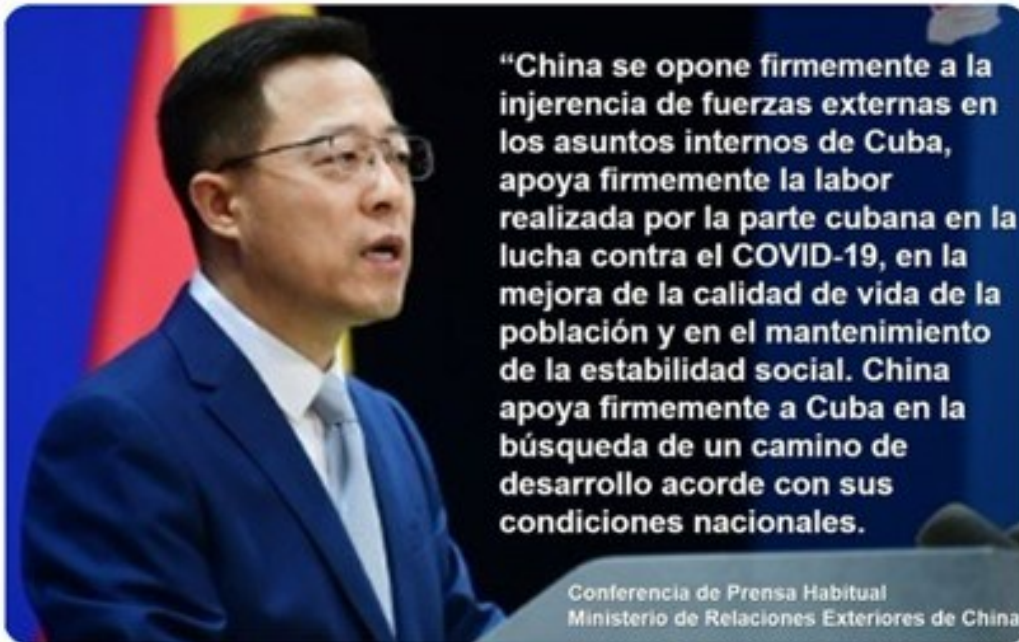 “China se opone firmemente a la
injerencia de fuerzas externas en
los asuntos internos de Cuba,
apoya firmemente la labor
realizada por la parte cubana en la
lucha contra el COVID-19, en la
mejora de la calidad de vida de la
población y en el mantenimiento
de la estabilidad social. China
apoya firmemente a Cuba en la
búsqueda de un camino de
desarrollo acorde con sus
condiciones nacionales.
Conferencia de Prensa Habitual
Ministerio de Relaciones Exteriores de China